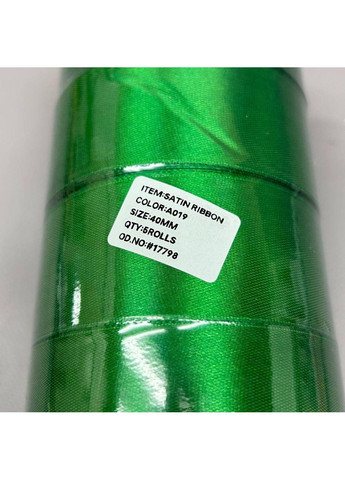 ITEM:SATIN RIBBON
COLOR:A019
SIZE:40MM
QTY:5ROLLS
OD.NO:#17798